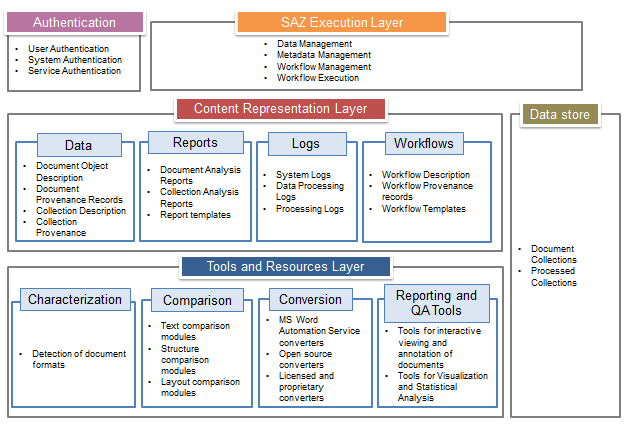 Authentication
User Authentication
System Authentication
Service Authentication
SAZ Execution Layer
Data Management
Metadata Management
Workflow Management
Workflow Execution
Content Representation Layer
Data
Document Object
Description
Document
Provenance Records
Collection Description
Collection
Provenance
Reports
Document Analysis
Reports
Collection Analysis
Reports
Report templates
Logs
System Logs
Data Processing
Logs
Processing Logs
Workflows
Workflow Description
Workflow Provenance
records
Workflow Templates
Data store
Document
Collections
Processed
Collections
Tools and Resources Layer
Characterization
Detection of document
formats
Comparison
Text comparison
modules
Structure
comparison
modules
Layout comparison
modules
Conversion
MS Word
Automation Service
converters
Open source
converters
Licensed and
proprietary
converters
Reporting and
QA Tools
Tools for interactive
viewing and
annotation of
documents
Tools for Visualization
and Statistical
Analysis